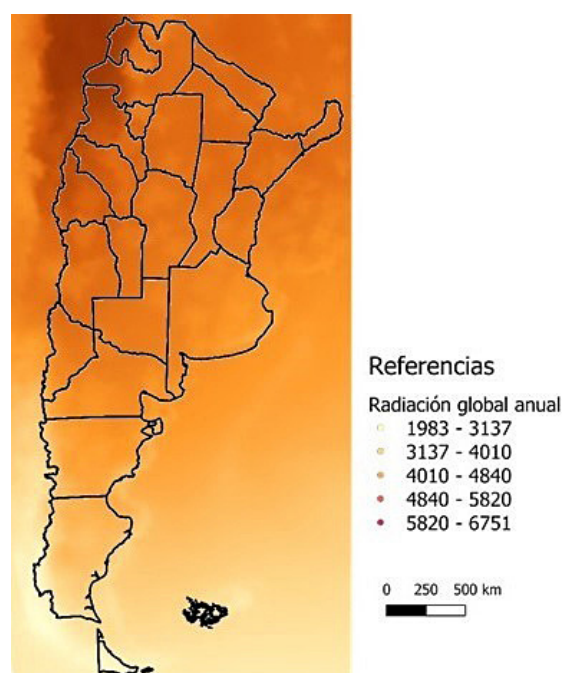 Referencias
Radiación global anual
1983 - 3137
3137 - 4010
4010 - 4840
4840 - 5820
5820 - 6751
0 250 500 km